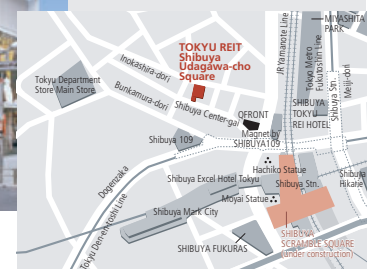 MIYASHITA
PARK
JR Yamanote Line
Tokyo Metro
Fukutoshin Line
Meiji-dori
TOKYU REIT
Shibuya
Udagawa-cho
Square
Inokashira-dori
Tokyu Department
Store Main Store
Bunkamura-dori
Shibuya Center-gai
QFRONT
SHIBUYA
TOKYU
REI HOTEL
Shibuya Stn.
Magnet by
SHIBUYA109
Shibuya 109
Hachiko Statue
Shibuya Excel Hotel Tokyu
Shibuya Stn.
Shibuya
Hikarie
Dogenzaka
Moyai Statue
Shibuya Mark City
Tokyu Den-en-toshi Line
SHIBUYA FUKURAS
SHIBUYA
SCRAMBLE SQUARE
(under construction)